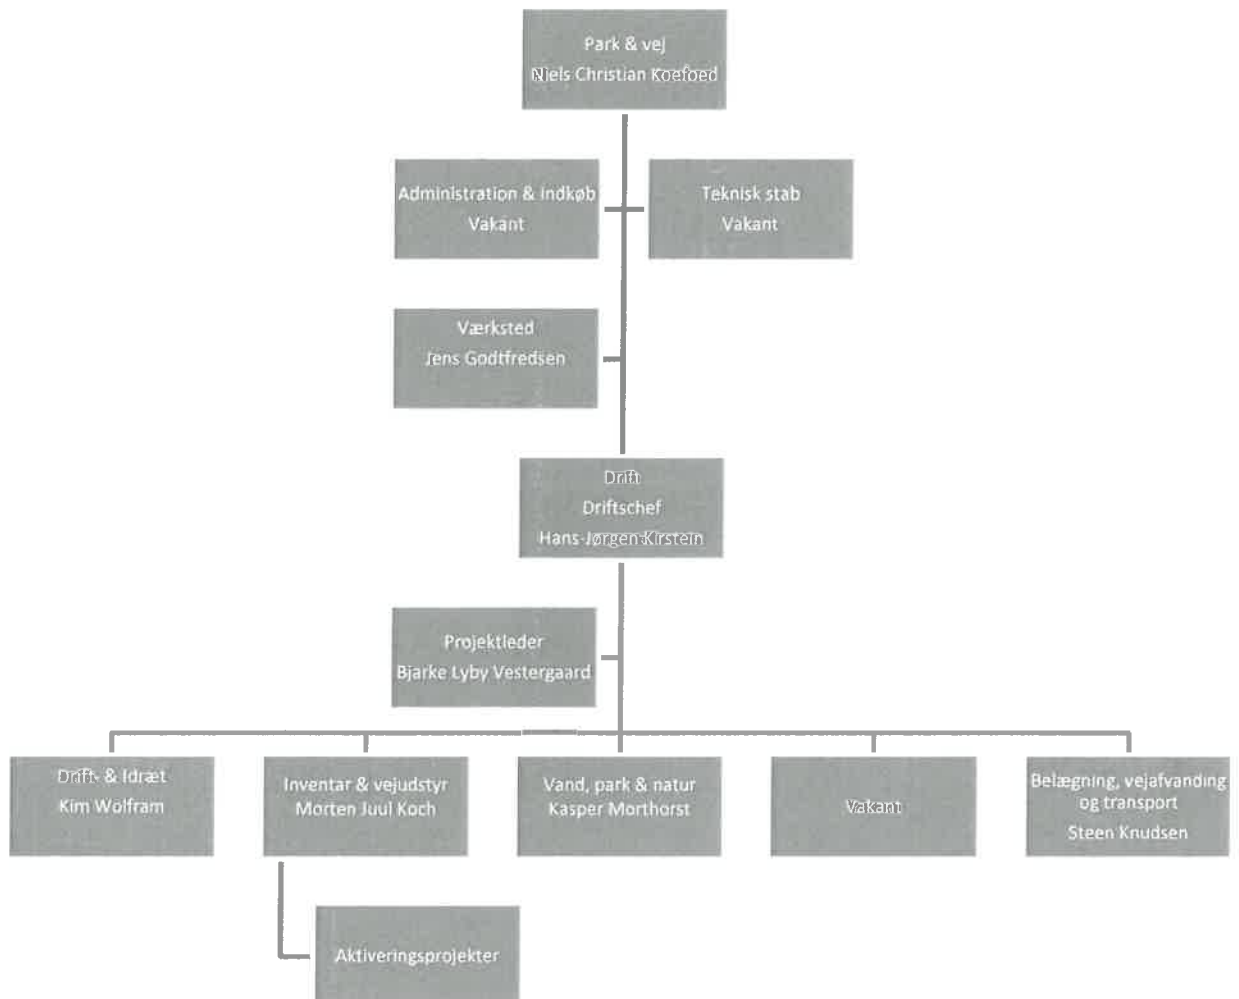 Park & vej
Niels Christian Koefoed
Administration & indkøb
Vakant
Teknisk stab
Vakant
Værksted
Jens Godtfredsen
Drift
Driftschef
Hans-Jørgen Kirstein
Projektleder
Bjarke Lyby Vestergaard
Drift- & Idræt
Kim Wolfram
Inventar & vejudstyr
Morten Juul Koch
Vand, park & natur
Kasper Morthorst
Vakant
Belægning, vejafvanding
og transport
Steen Knudsen
Aktiveringsprojekter